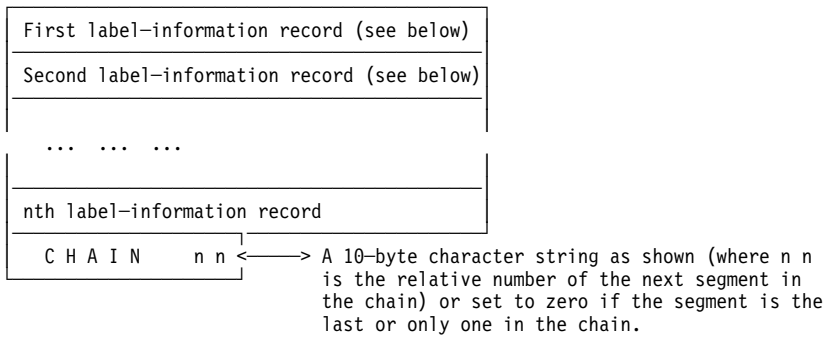 First label—information record (see below)
Second label—information record (see below)
... ... ...
nth label—information record
C H A I N n n <———> A 10—byte character string as shown (where n n
is the relative number of the next segment in
the chain) or set to zero if the segment is the
last or only one in the chain.